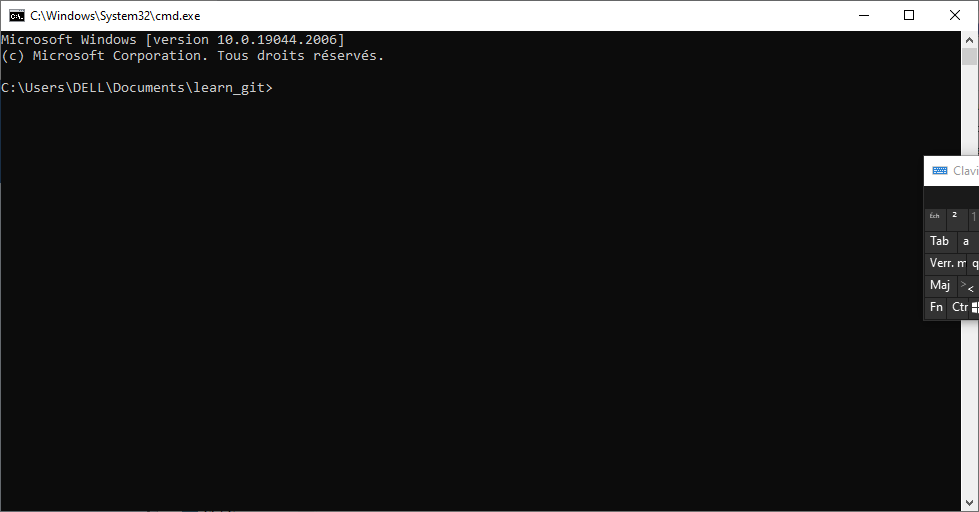 C:\Windows\System32\cmd.exe
Microsoft Windows [version 10.0.19044.2006]
(c) Microsoft Corporation. Tous droits réservés.
C:\Users\DELL\Documents\learn_git>
Clavi
Éch ² 1
Tab a
Verr. m q
Maj > <
Fn Ctr